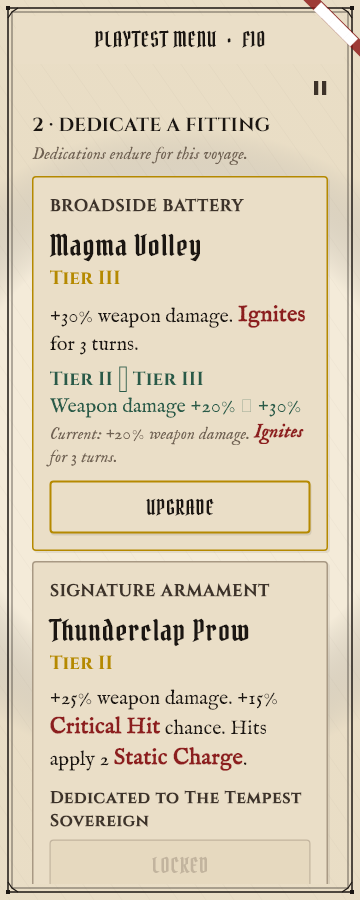 PLAYTEST MENU · F10
2 · DEDICATE A FITTING
Dedications endure for this voyage.
BROADSIDE BATTERY
Magma Volley
TIER III
+30% weapon damage. Ignites
for 3 turns.
TIER II TIER III
Weapon damage +20% +30%
Current: +20% weapon damage. Ignites
for 3 turns.
UPGRADE
SIGNATURE ARMAMENT
Thunderclap Prow
TIER II
+25% weapon damage. +15%
Critical Hit chance. Hits
apply 2 Static Charge.
DEDICATED TO THE TEMPEST
SOVEREIGN
LOCKED